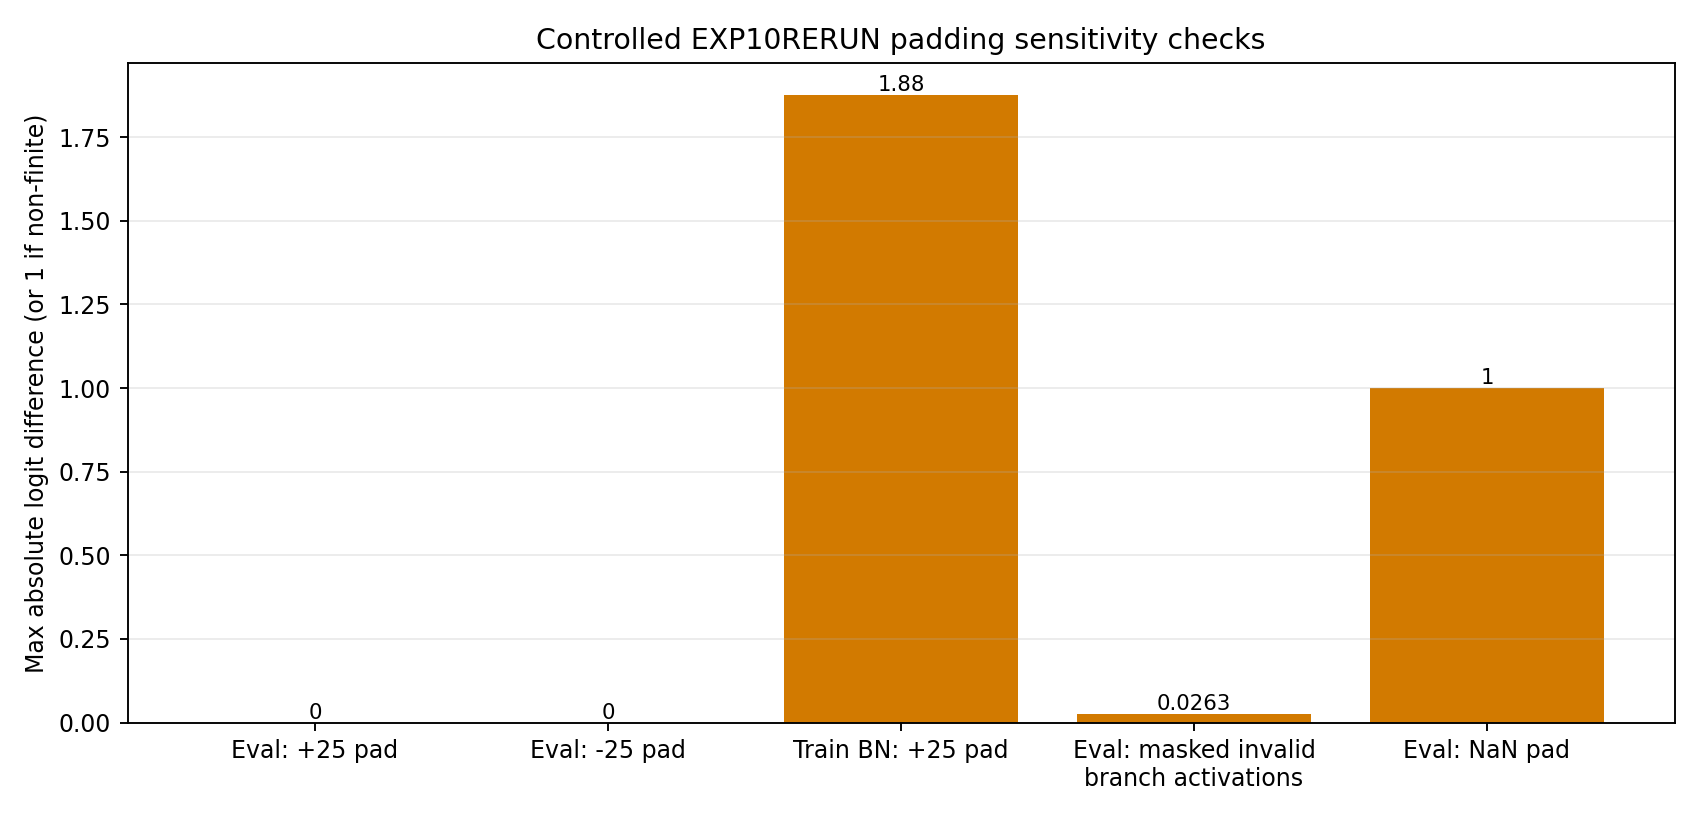 Controlled EXP10RERUN padding sensitivity checks
Max absolute logit difference (or 1 if non-finite)
1.75
1.50
1.25
1.00
0.75
0.50
0.25
0.00
0
0
1.88
0.0263
1
Eval: +25 pad
Eval: -25 pad
Train BN: +25 pad
Eval: masked invalid
branch activations
Eval: NaN pad